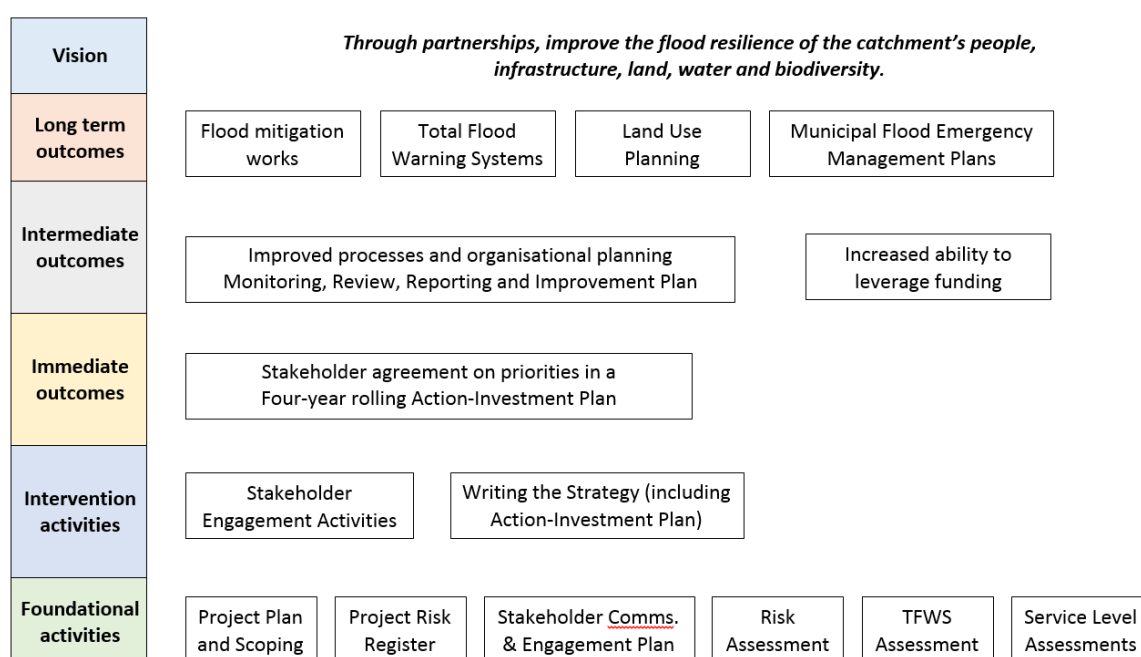 Vision
Through partnerships, improve the flood resilience of the catchment's people,
infrastructure, land, water and biodiversity.
Long term
outcomes
Flood mitigation
works
Total Flood
Warning Systems
Land Use
Planning
Municipal Flood Emergency
Management Plans
Intermediate
outcomes
Improved processes and organisational planning
Monitoring, Review, Reporting and Improvement Plan
Increased ability to
leverage funding
Immediate
outcomes
Stakeholder agreement on priorities in a
Four-year rolling Action-Investment Plan
Intervention
activities
Stakeholder
Engagement Activities
Writing the Strategy (including
Action-Investment Plan)
Foundational
activities
Project Plan
and Scoping
Project Risk
Register
Stakeholder Comms.
& Engagement Plan
Risk
Assessment
TFWS
Assessment
Service Level
Assessments